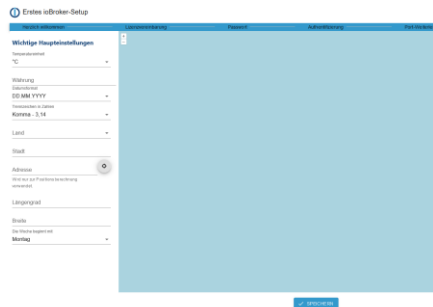 Erstes ioBroker-Setup
Herzlich willkommen
Lizenzvereinbarung
Passwort
Authentifizierung
Port-Weiterlei
Wichtige Haupteinstellungen
Temperatureinheit
°C
Währung
Datumsformat
DD.MM.YYYY
Trennzeichen in Zahlen
Komma - 3,14
Land
Stadt
Adresse
Wird nur zur Positionsberechnung
verwendet
Längengrad
Breite
Die Woche beginnt mit
Montag
+
SPEICHERN